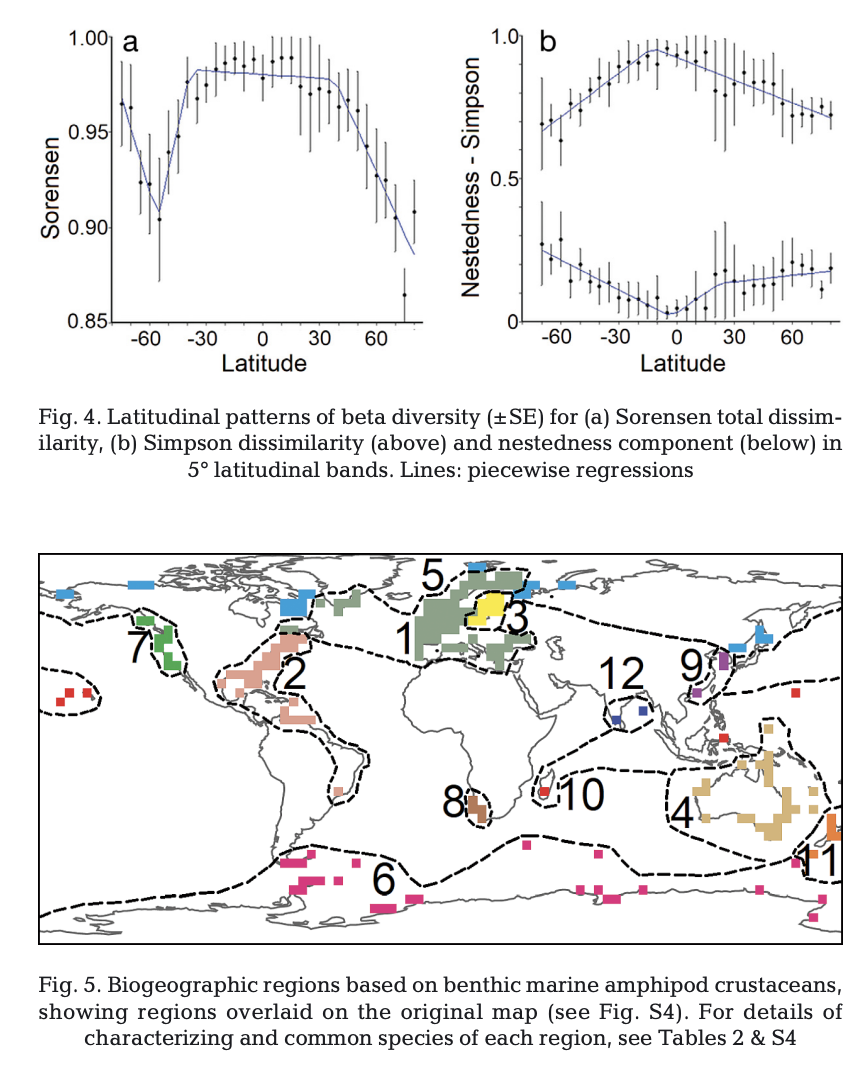 a
b
1.00
0.95
0.90
0.85
Sorensen
-60 -30 0 30 60
Latitude
1.0
0.5
0
Nestedness - Simpson
-60 -30 0 30 60
Latitude
Fig. 4. Latitudinal patterns of beta diversity (±SE) for (a) Sorensen total dissim-
ilarity, (b) Simpson dissimilarity (above) and nestedness component (below) in
5° latitudinal bands. Lines: piecewise regressions
5
3
1
7
2
12
9
8
10
4
11
6
Fig. 5. Biogeographic regions based on benthic marine amphipod crustaceans,
showing regions overlaid on the original map (see Fig. S4). For details of
characterizing and common species of each region, see Tables 2 & S4